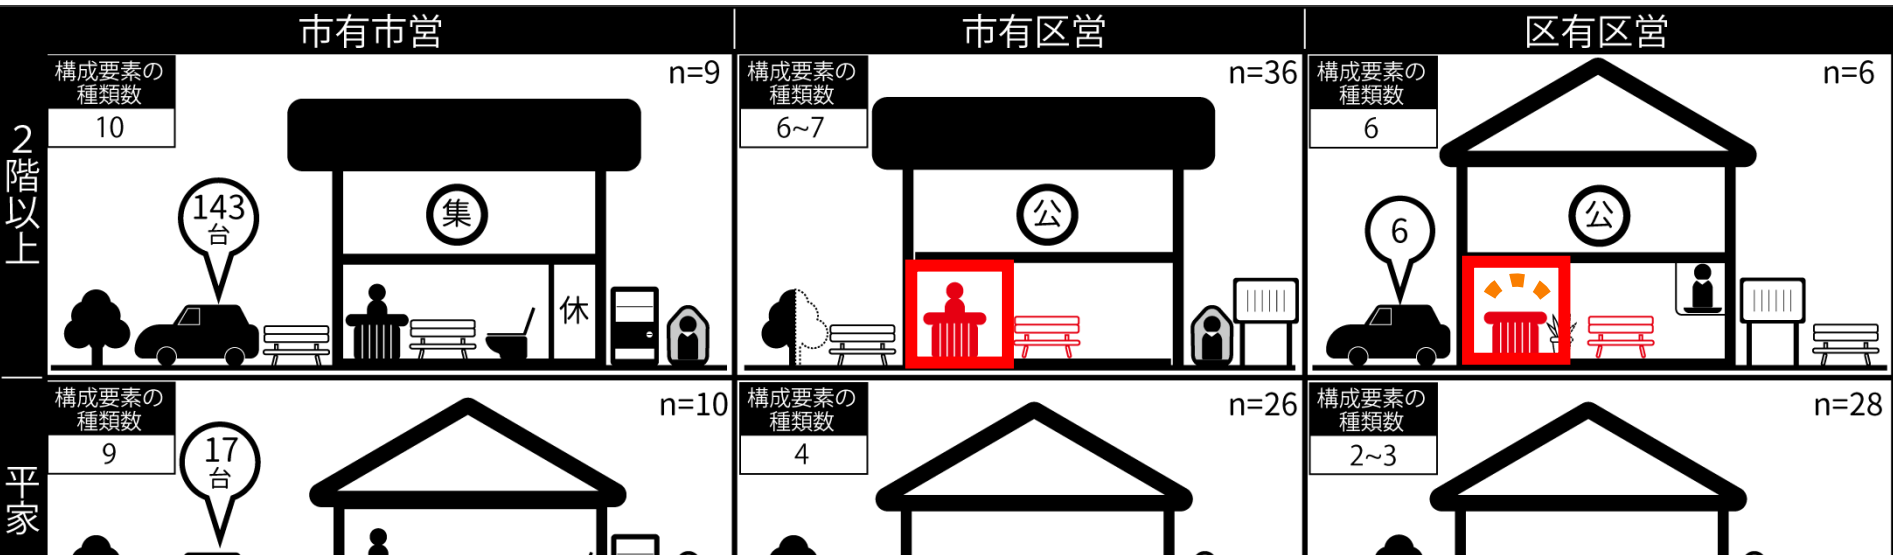 市有市営
市有区営
区有区営
2階以上
構成要素の
種類数
10
n=9
143
台
集
休
構成要素の
種類数
6~7
n=36
公
構成要素の
種類数
6
n=6
6
公
平家
構成要素の
種類数
9
n=10
17
台
構成要素の
種類数
4
n=26
構成要素の
種類数
2~3
n=28